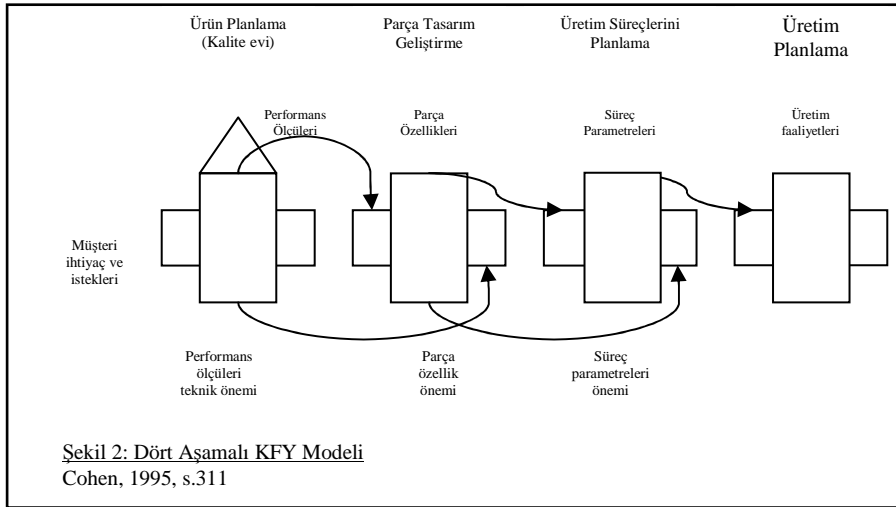 Ürün Planlama
(Kalite evi)
Parça Tasarım
Geliştirme
Üretim Süreçlerini
Planlama
Üretim
Planlama
Performans
Ölçüleri
Parça
Özellikleri
Süreç
Parametreleri
Üretim
faaliyetleri
Müşteri
ihtiyaç ve
istekleri
Performans
ölçüleri
teknik önemi
Parça
özellik
önemi
Süreç
parametreleri
önemi
Şekil 2: Dört Aşamalı KFY Modeli
Cohen, 1995, s.311